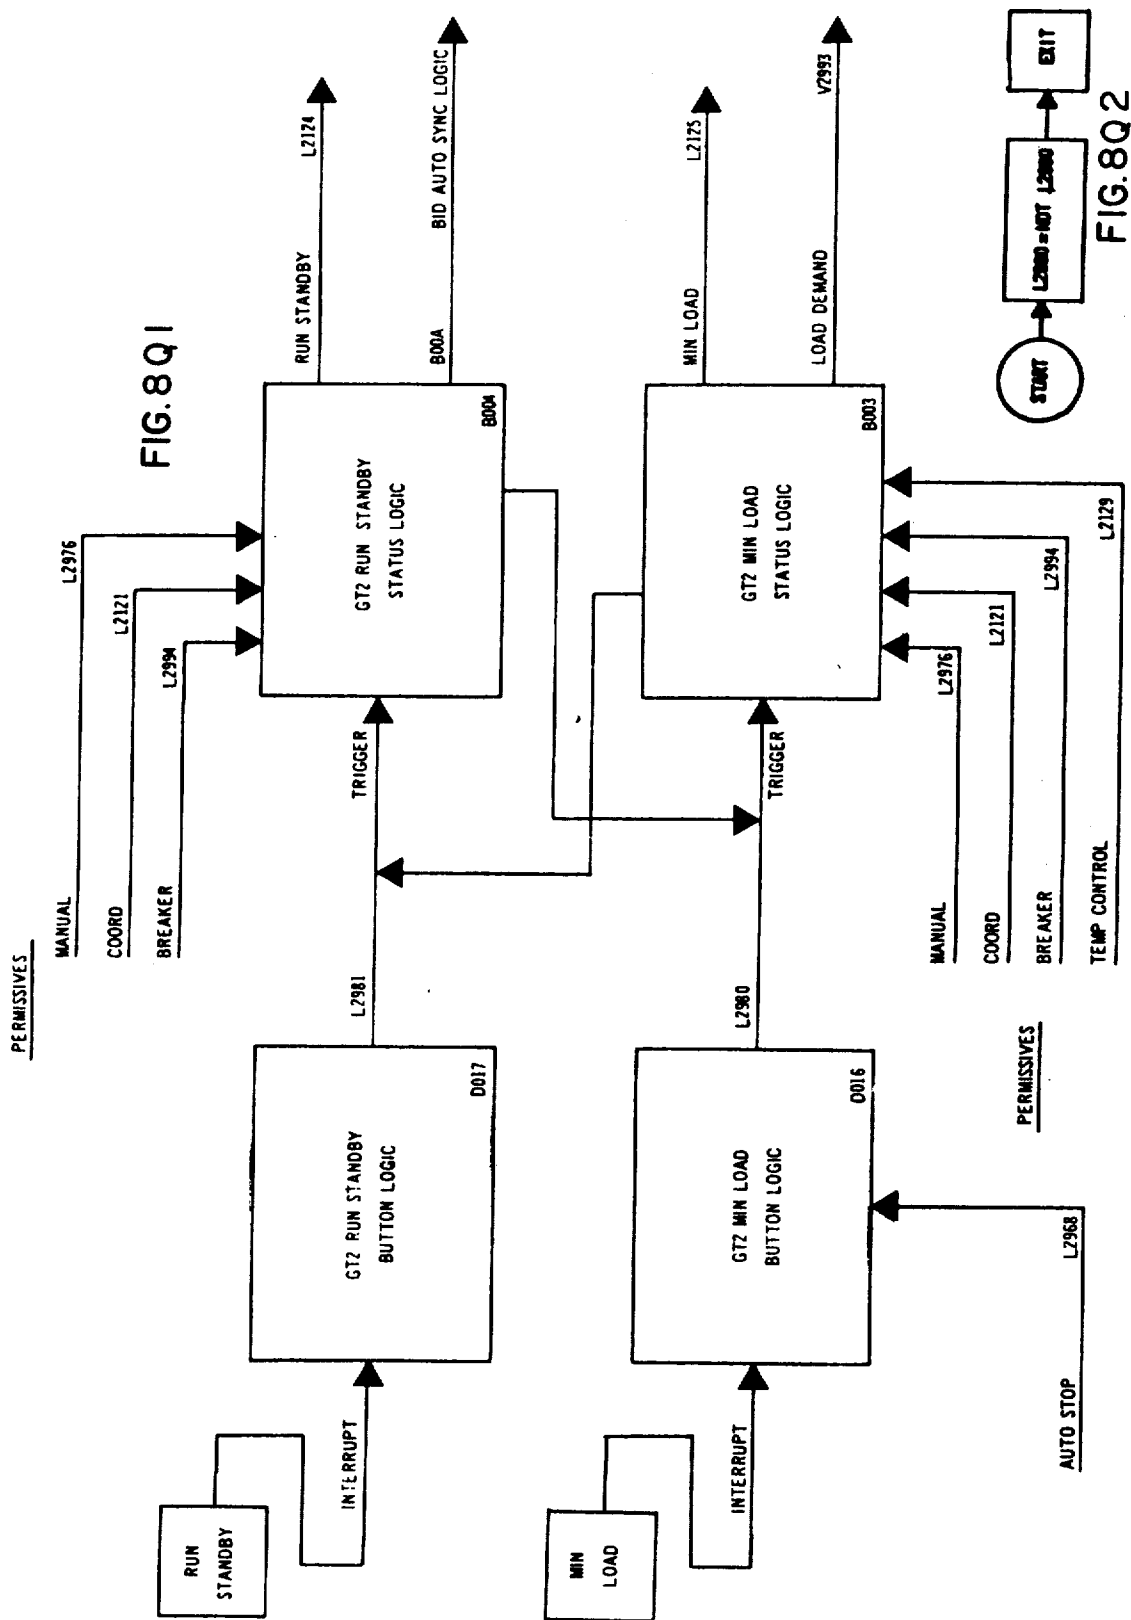 FIG.8Q1
PERMISSIVES
MANUAL
L2976
COORD
L2121
BREAKER
L2994
RUN
STANDBY
INTERRUPT
GT2 RUN STANDBY
BUTTON LOGIC
D017
L2981
TRIGGER
GT2 RUN STANDBY
STATUS LOGIC
B004
RUN STANDBY
L2124
B00A
BID AUTO SYNC LOGIC
MIN
LOAD
INTERRUPT
GT2 MIN LOAD
BUTTON LOGIC
D016
L2980
TRIGGER
GT2 MIN LOAD
STATUS LOGIC
B003
MIN LOAD
L2125
LOAD DEMAND
V2993
AUTO STOP
L2968
PERMISSIVES
MANUAL
L2976
COORD
L2121
BREAKER
L2994
TEMP CONTROL
L2129
START
L2980=NOT L2980
EXIT
FIG.8Q2